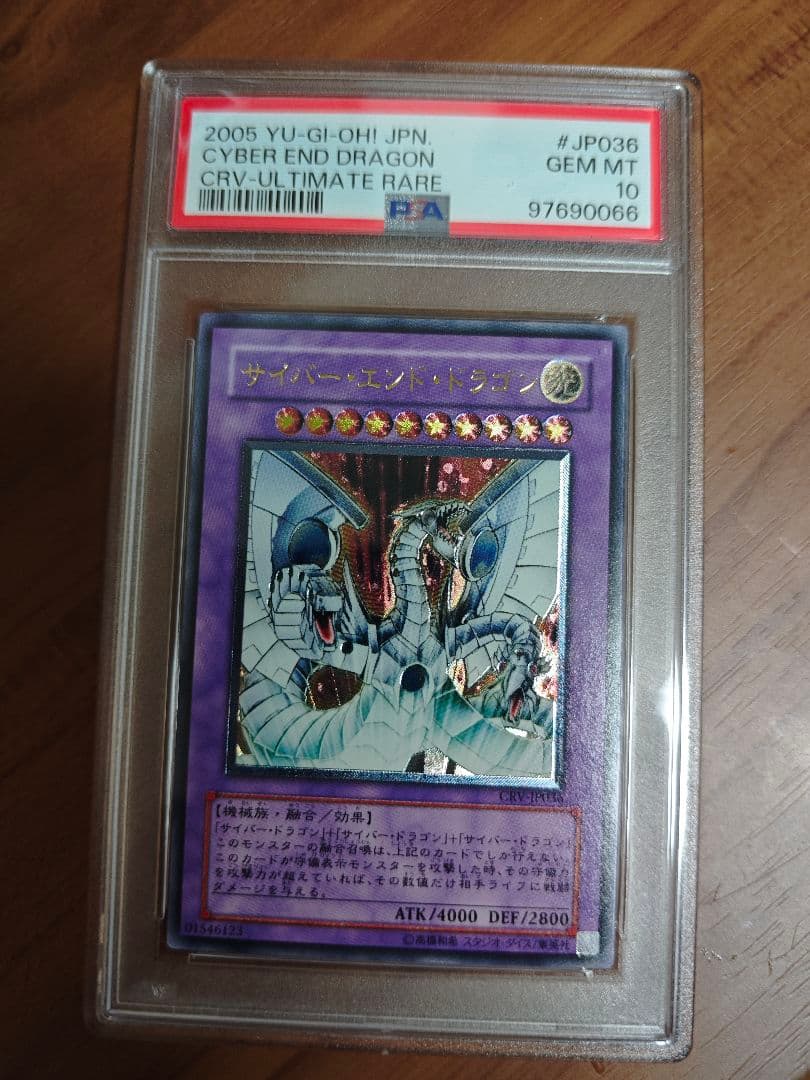 2005 YU-GI-OH! JPN. #JP036
CYBER END DRAGON GEM MT
CRV-ULTIMATE RARE 10
PSA 97690066
サイバー・エンド・ドラゴン 光
CRV-JP036
【機械族・融合／効果】
「サイバー・ドラゴン」＋「サイバー・ドラゴン」＋「サイバー・ドラゴン」
このモンスターの融合召喚は、上記のカードでしか行えない。
このカードが守備表示モンスターを攻撃した時、その守備力
を攻撃力が超えていれば、その数値だけ相手ライフに戦闘
ダメージを与える。
ATK/4000 DEF/2800
01546123
©高橋和希 スタジオ・ダイス/集英社